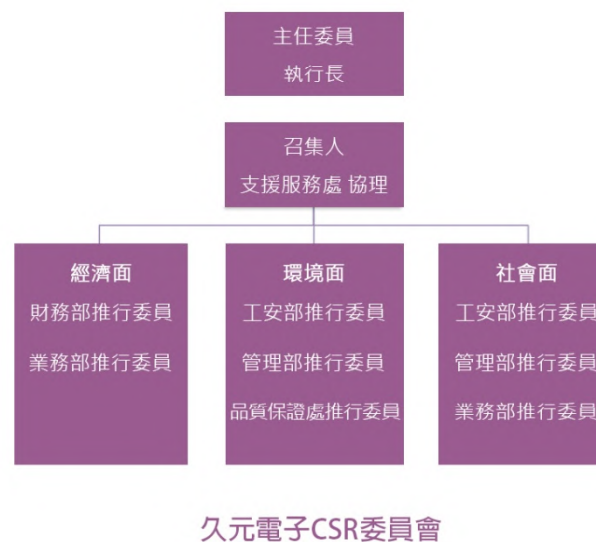 主任委員
執行長
召集人
支援服務處 協理
經濟面
財務部推行委員
業務部推行委員
環境面
工安部推行委員
管理部推行委員
品質保證處推行委員
社會面
工安部推行委員
管理部推行委員
業務部推行委員
久元電子CSR委員會